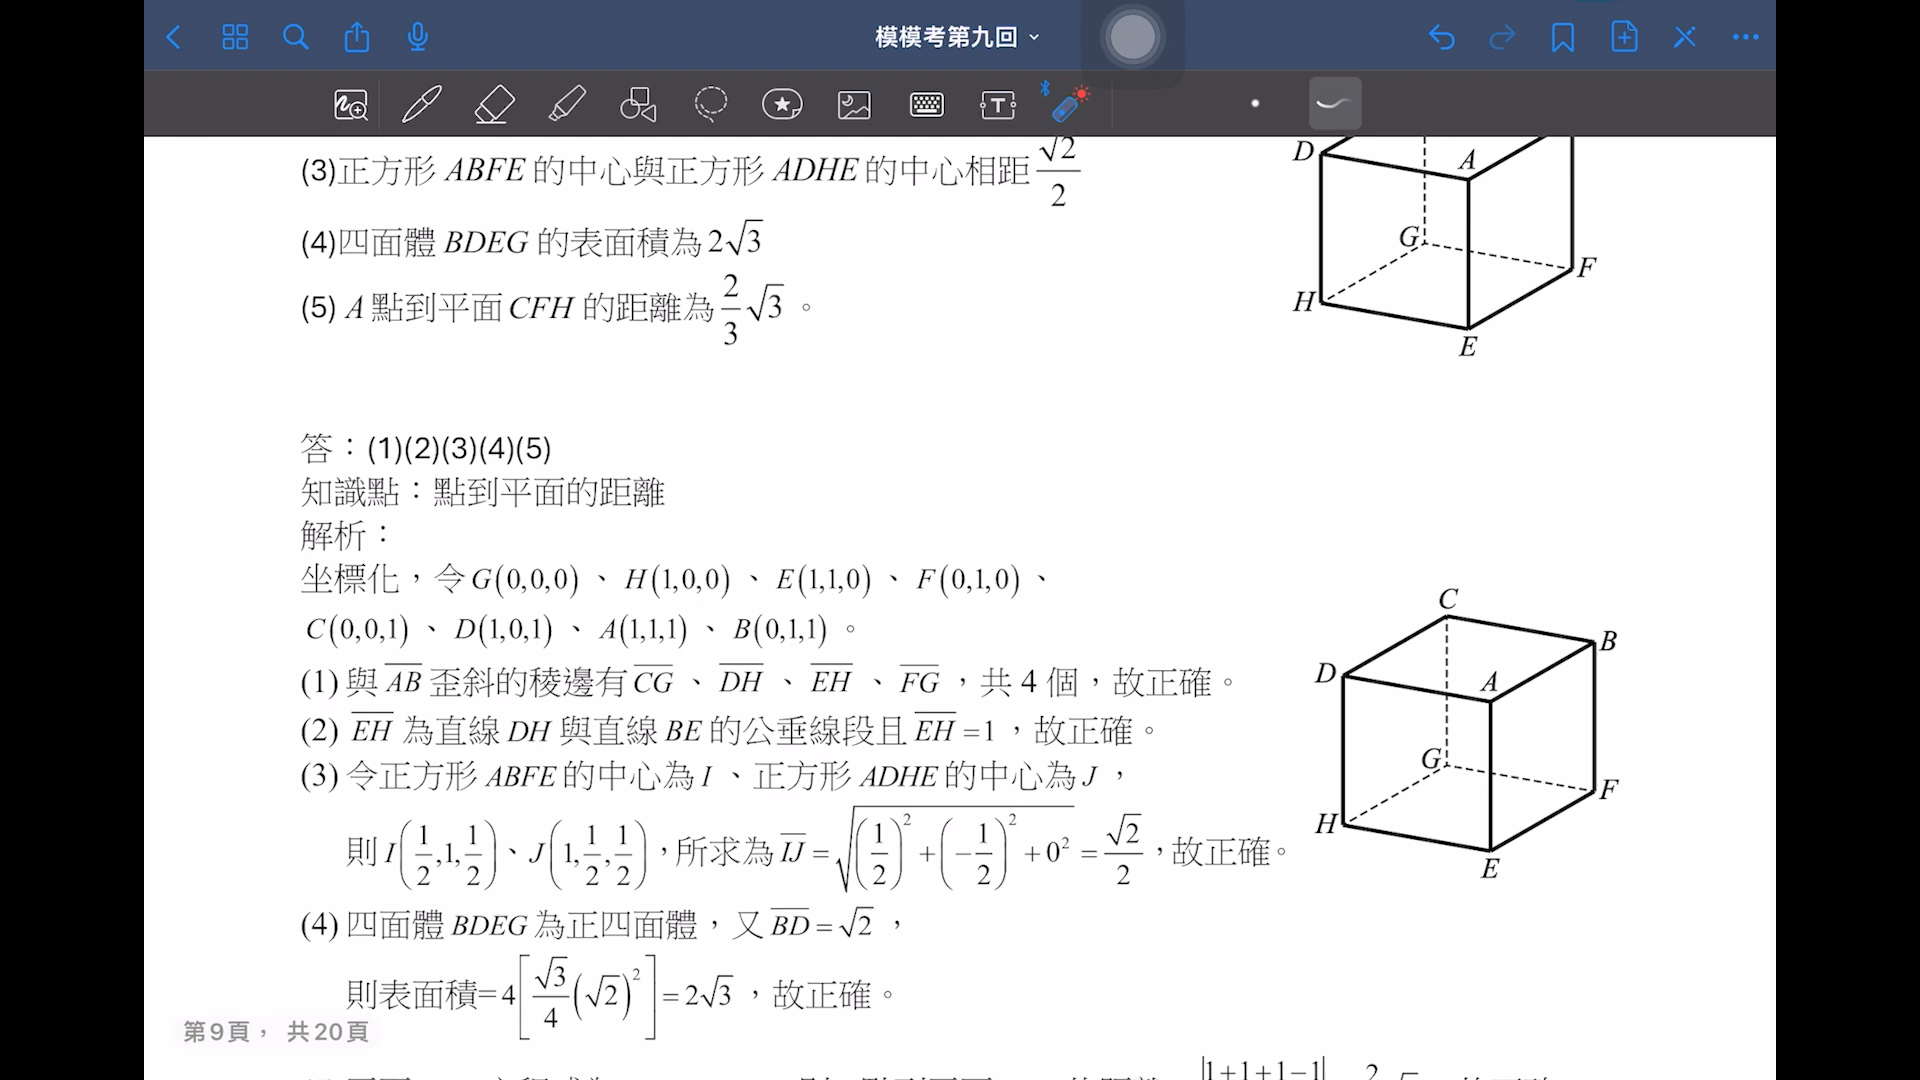 模模考第九回
(3)正方形 ABFE 的中心與正方形 ADHE 的中心相距 √2/2
(4)四面體 BDEG 的表面積為 2√3
(5) A 點到平面 CFH 的距離為 2/3 √3 。
D
A
G
F
H
E
答：(1)(2)(3)(4)(5)
知識點：點到平面的距離
解析：
坐標化，令 G(0,0,0) 、 H(1,0,0) 、 E(1,1,0) 、 F(0,1,0) 、
C(0,0,1) 、 D(1,0,1) 、 A(1,1,1) 、 B(0,1,1) 。
(1) 與 A̅B̅ 歪斜的稜邊有 C̅G̅ 、 D̅H̅ 、 E̅H̅ 、 F̅G̅ ，共 4 個，故正確。
(2) E̅H̅ 為直線 DH 與直線 BE 的公垂線段且 E̅H̅ =1 ，故正確。
(3) 令正方形 ABFE 的中心為 I 、正方形 ADHE 的中心為 J ，
則 I(1/2,1,1/2) 、 J(1,1/2,1/2) ，所求為 I̅J̅ = √((1/2)² + (-1/2)² + 0²) = √2/2 ，故正確。
(4) 四面體 BDEG 為正四面體，又 B̅D̅ = √2 ，
則表面積= 4[√3/4 (√2)²] = 2√3 ，故正確。
C
B
D
A
G
F
H
E
第9頁， 共20頁
|1+1+1−1| 2